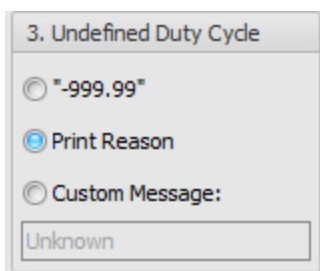 3. Undefined Duty Cycle
"-999.99"
Print Reason
Custom Message:
Unknown